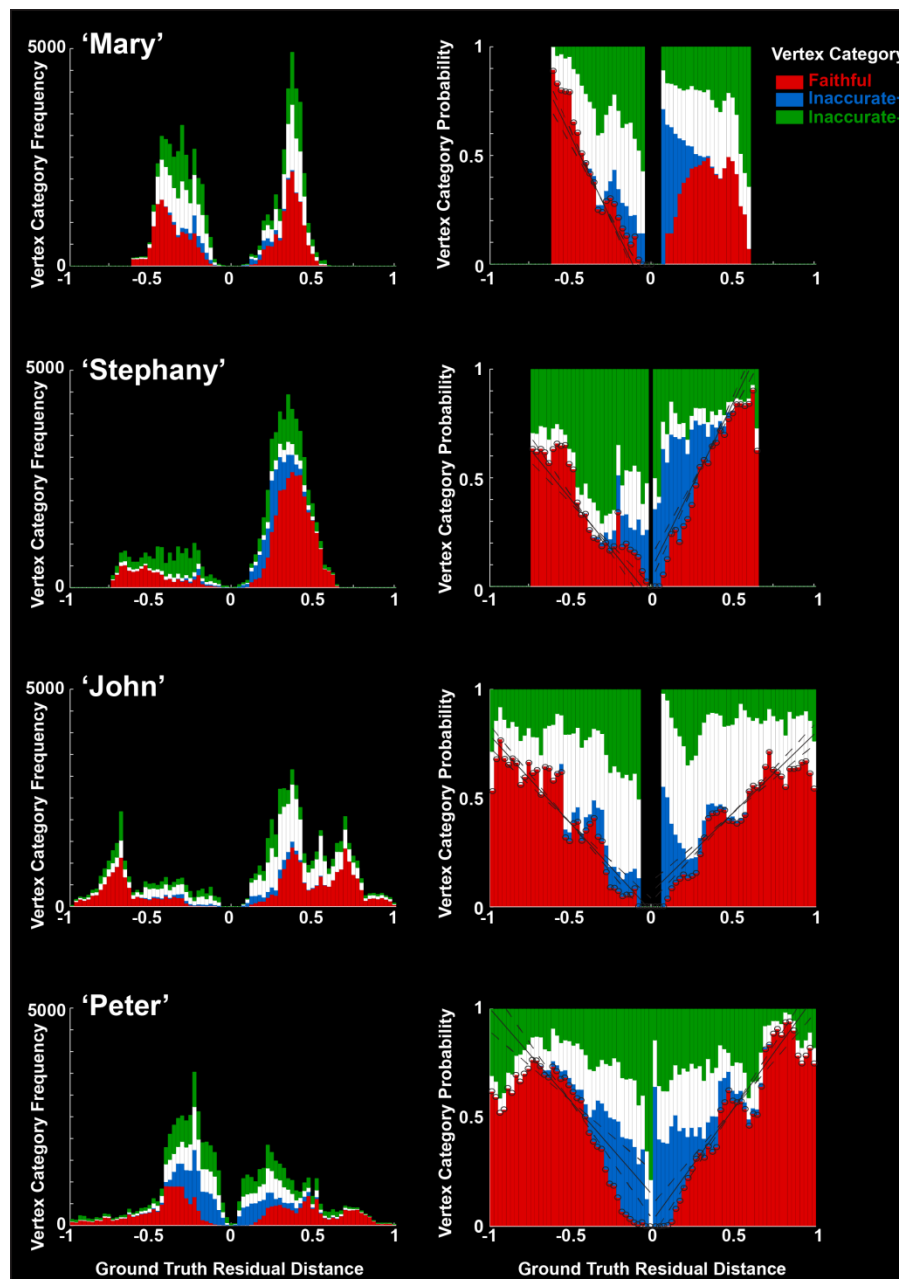 ‘Mary’
5000
Vertex Category Frequency
0
-1 -0.5 0 0.5 1
1
Vertex Category Probability
0.5
0
-1 -0.5 0 0.5 1
Vertex Category
Faithful
Inaccurate-
Inaccurate-
‘Stephany’
5000
Vertex Category Frequency
0
-1 -0.5 0 0.5 1
1
Vertex Category Probability
0.5
0
-1 -0.5 0 0.5 1
‘John’
5000
Vertex Category Frequency
0
-1 -0.5 0 0.5 1
1
Vertex Category Probability
0.5
0
-1 -0.5 0 0.5 1
‘Peter’
5000
Vertex Category Frequency
0
-1 -0.5 0 0.5 1
Ground Truth Residual Distance
1
Vertex Category Probability
0.5
0
-1 -0.5 0 0.5 1
Ground Truth Residual Distance